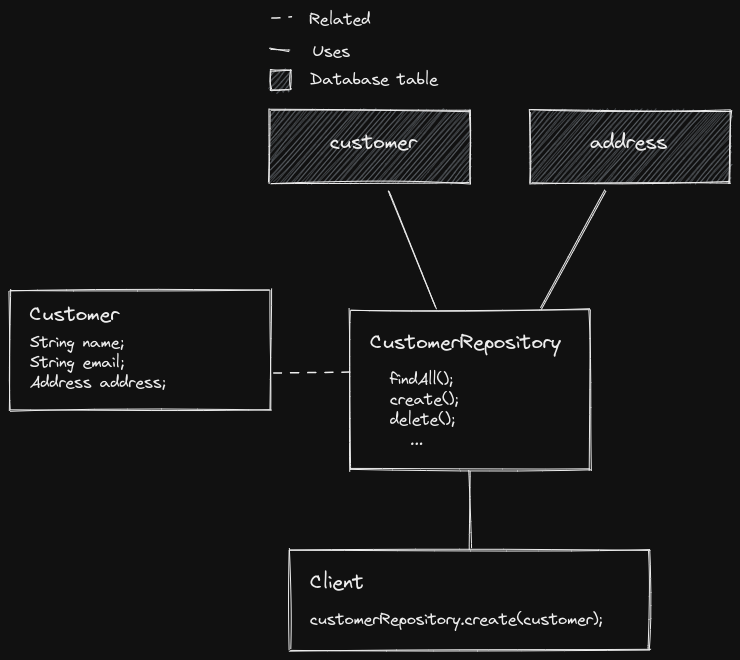 Related
Uses
Database table
customer
address
Customer
String name;
String email;
Address address;
CustomerRepository
findAll();
create();
delete();
...
Client
customerRepository.create(customer);